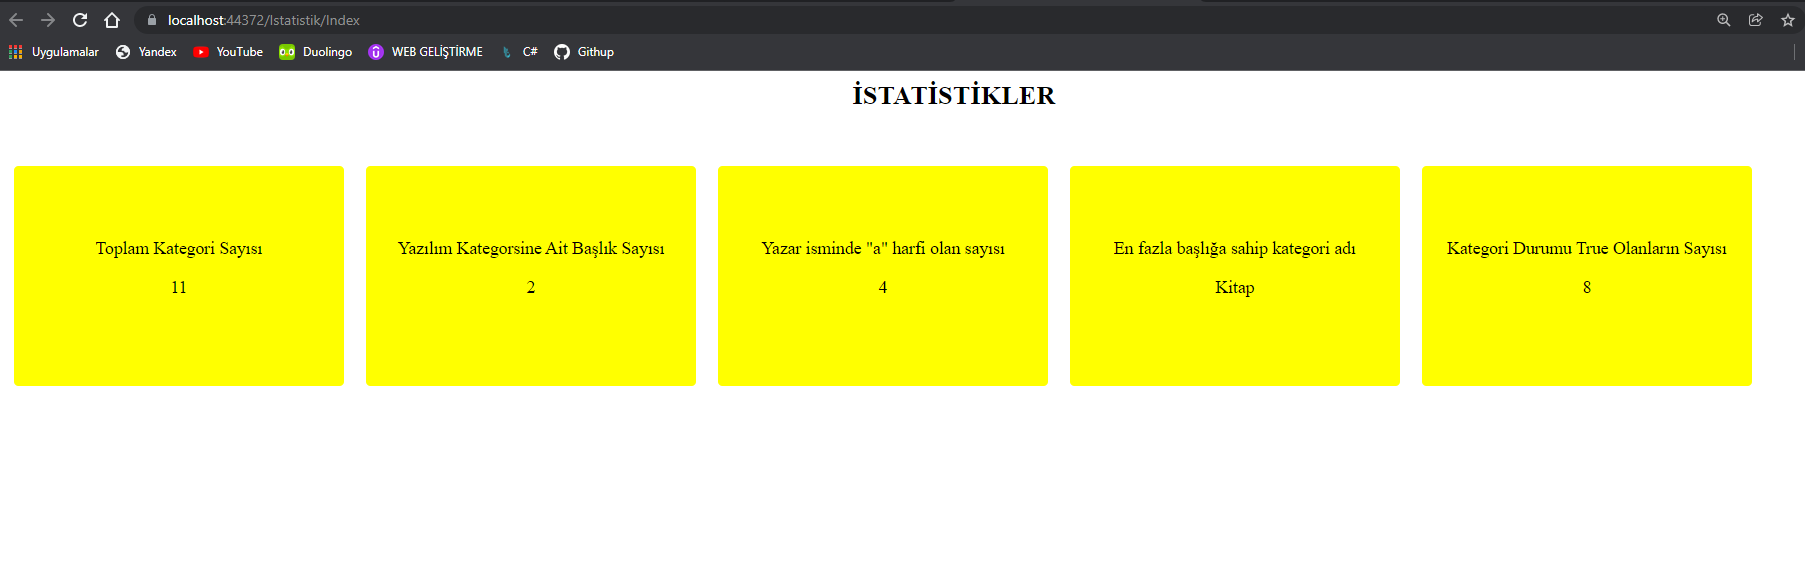 localhost:44372/Istatistik/Index
Uygulamalar Yandex YouTube Duolingo WEB GELİŞTİRME C# Githup
İSTATİSTİKLER
Toplam Kategori Sayısı
11
Yazılım Kategorsine Ait Başlık Sayısı
2
Yazar isminde "a" harfi olan sayısı
4
En fazla başlığa sahip kategori adı
Kitap
Kategori Durumu True Olanların Sayısı
8